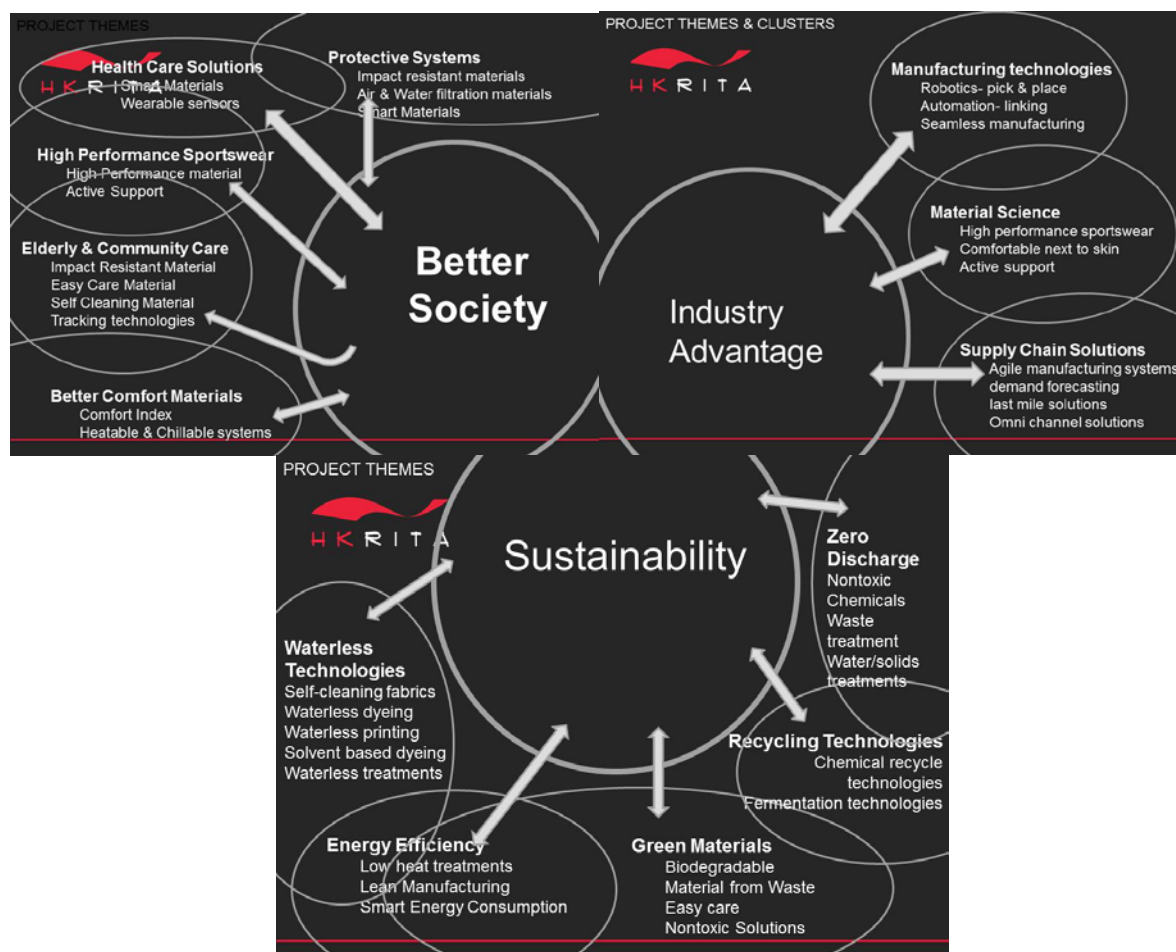 PROJECT THEMES
HKRITA
Health Care Solutions
Smart Materials
Wearable sensors
Protective Systems
Impact resistant materials
Air & Water filtration materials
Smart Materials
High Performance Sportswear
High Performance material
Active Support
Elderly & Community Care
Impact Resistant Material
Easy Care Material
Self Cleaning Material
Tracking technologies
Better Comfort Materials
Comfort Index
Heatable & Chillable systems
Better
Society
PROJECT THEMES & CLUSTERS
HKRITA
Manufacturing technologies
Robotics- pick & place
Automation- linking
Seamless manufacturing
Material Science
High performance sportswear
Comfortable next to skin
Active support
Supply Chain Solutions
Agile manufacturing systems
demand forecasting
last mile solutions
Omni channel solutions
Industry
Advantage
PROJECT THEMES
HKRITA
Sustainability
Zero
Discharge
Nontoxic
Chemicals
Waste
treatment
Water/solids
treatments
Waterless
Technologies
Self-cleaning fabrics
Waterless dyeing
Waterless printing
Solvent based dyeing
Waterless treatments
Recycling Technologies
Chemical recycle
technologies
Fermentation technologies
Energy Efficiency
Low heat treatments
Lean Manufacturing
Smart Energy Consumption
Green Materials
Biodegradable
Material from Waste
Easy care
Nontoxic Solutions